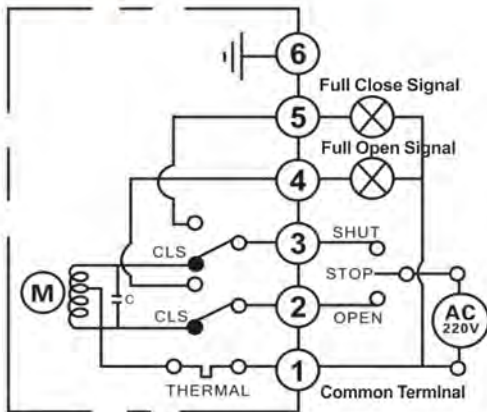 6
Full Close Signal
5
Full Open Signal
4
3
SHUT
CLS
STOP
M
C
2
CLS
OPEN
AC
220V
1
THERMAL
Common Terminal